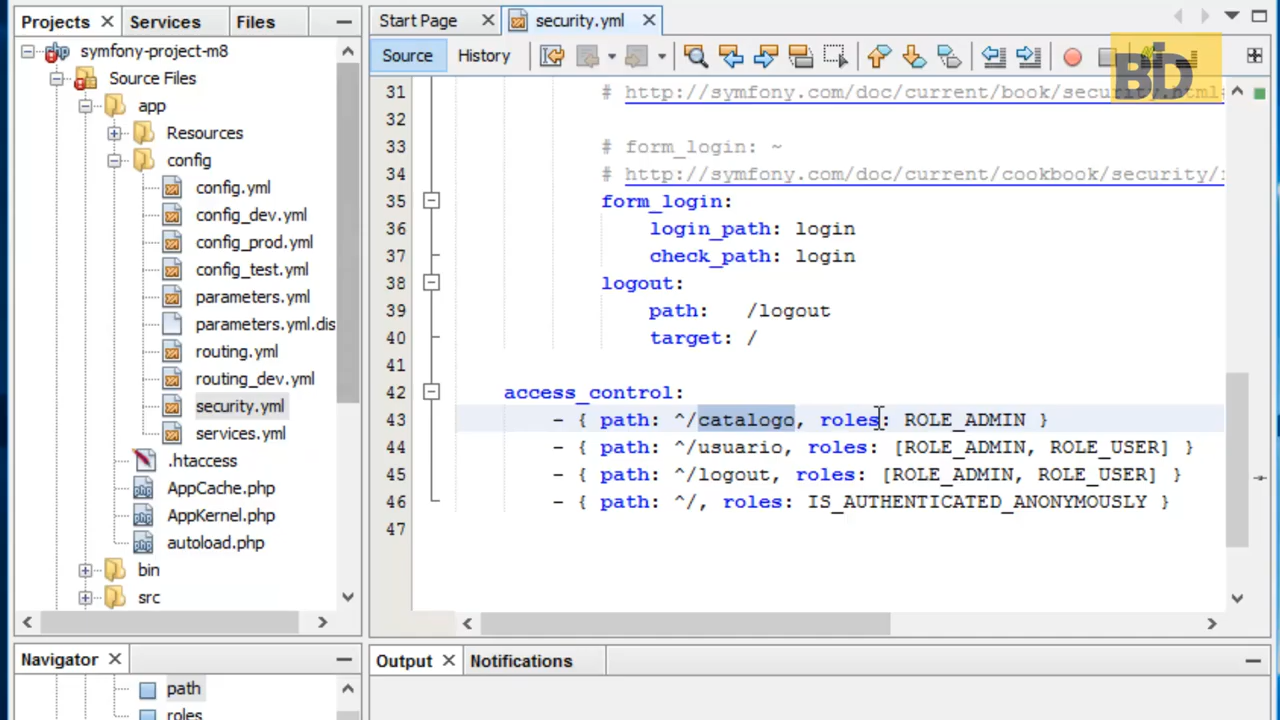 Projects Services Files
symfony-project-m8
Source Files
app
Resources
config
config.yml
config_dev.yml
config_prod.yml
config_test.yml
parameters.yml
parameters.yml.dis
routing.yml
routing_dev.yml
security.yml
services.yml
.htaccess
AppCache.php
AppKernel.php
autoload.php
bin
src
Navigator
path
roles
Start Page security.yml
Source History
BID
31 # http://symfony.com/doc/current/book/security.html
32
33 # form_login: ~
34 # http://symfony.com/doc/current/cookbook/security/
35 form_login:
36 login_path: login
37 check_path: login
38 logout:
39 path: /logout
40 target: /
41
42 access_control:
43 - { path: ^/catalogo, roles: ROLE_ADMIN }
44 - { path: ^/usuario, roles: [ROLE_ADMIN, ROLE_USER] }
45 - { path: ^/logout, roles: [ROLE_ADMIN, ROLE_USER] }
46 - { path: ^/, roles: IS_AUTHENTICATED_ANONYMOUSLY }
47
Output Notifications